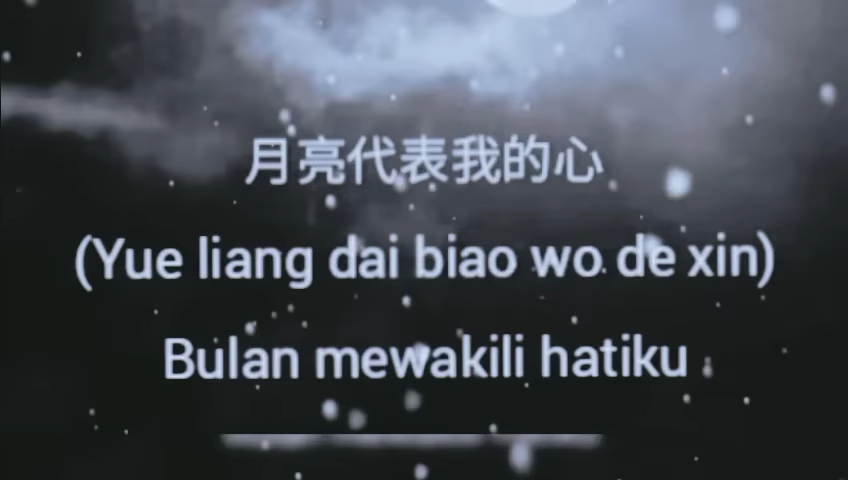 月亮代表我的心
(Yue liang dai biao wo de xin)
Bulan mewakili hatiku